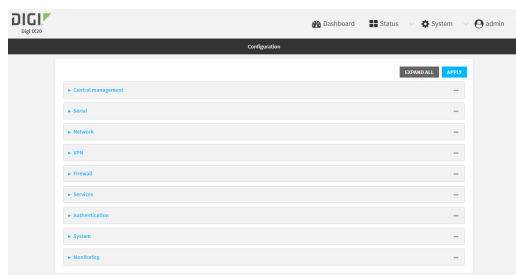 DIGI
Digi IX20
Dashboard Status System admin
Configuration
EXPAND ALL APPLY
Central management
Serial
Network
VPN
Firewall
Services
Authentication
System
Monitoring